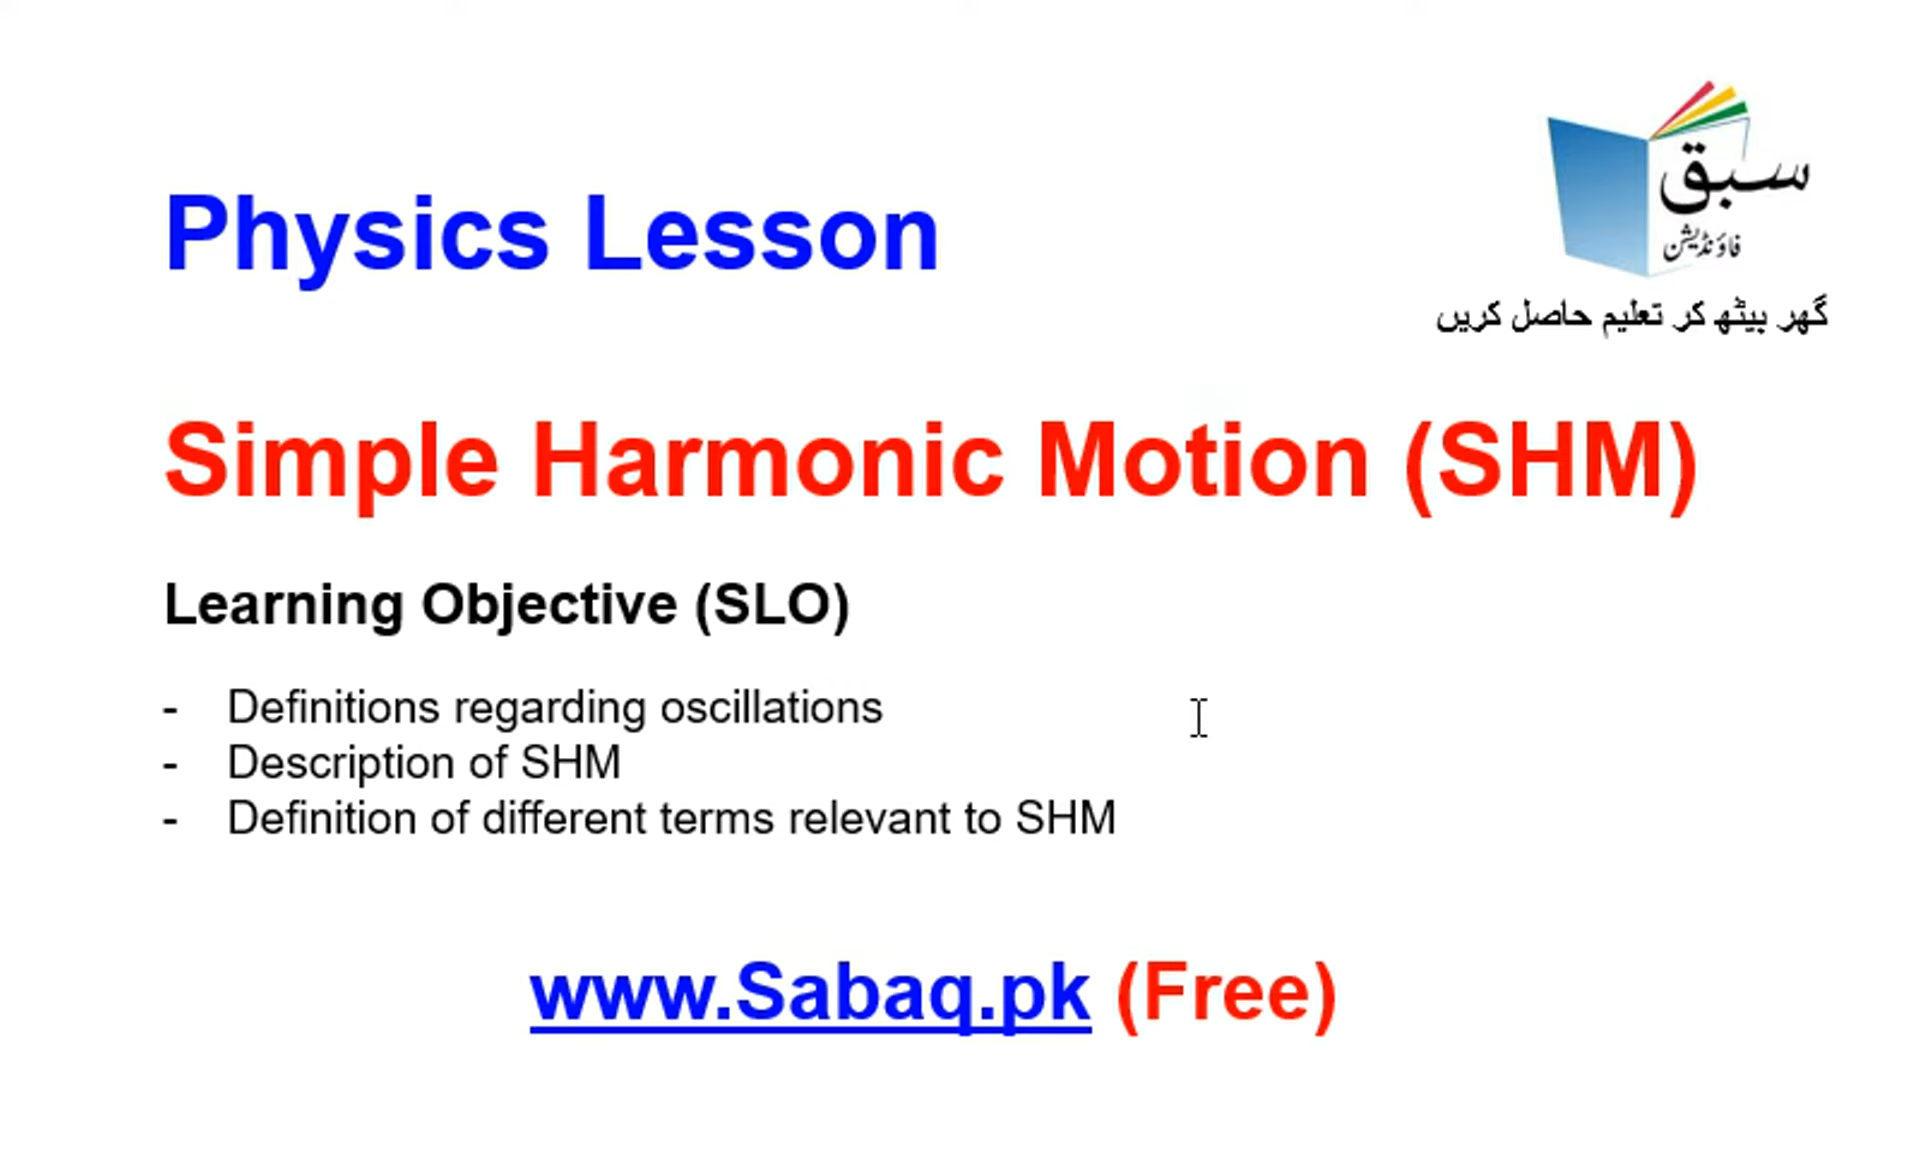 سبق
فاؤنڈیشن
گھر بیٹھ کر تعلیم حاصل کریں
Physics Lesson
Simple Harmonic Motion (SHM)
Learning Objective (SLO)
- Definitions regarding oscillations
- Description of SHM
- Definition of different terms relevant to SHM
www.Sabaq.pk (Free)